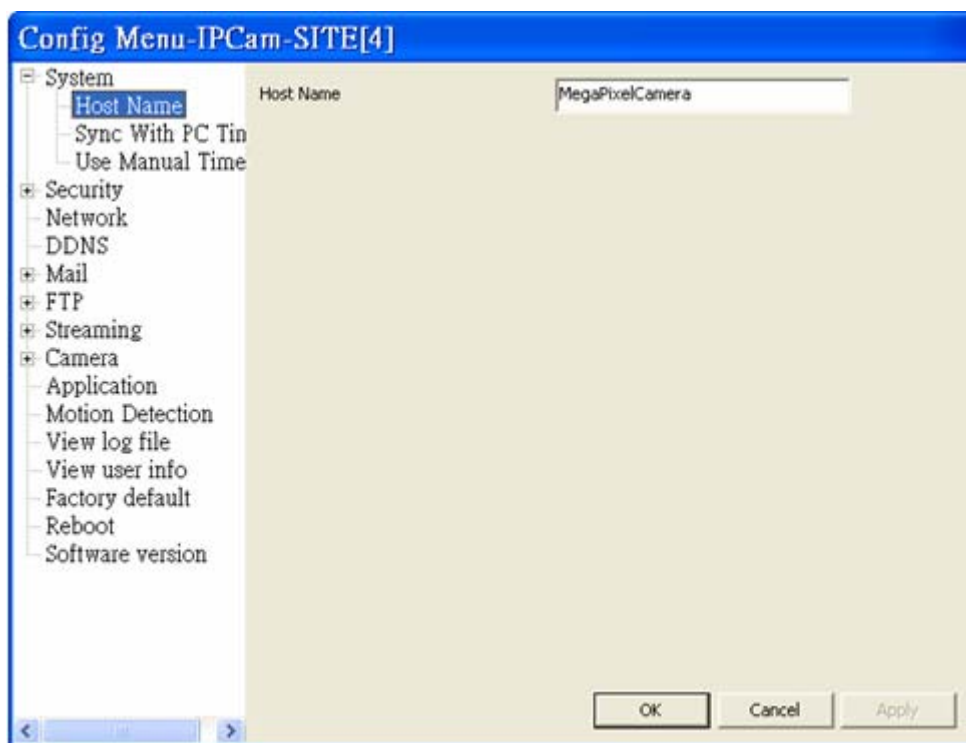 Config Menu-IPCam-SITE[4]
System
Host Name
Sync With PC Tin
Use Manual Time
Security
Network
DDNS
Mail
FTP
Streaming
Camera
Application
Motion Detection
View log file
View user info
Factory default
Reboot
Software version
Host Name
MegaPixelCamera
OK
Cancel
Apply